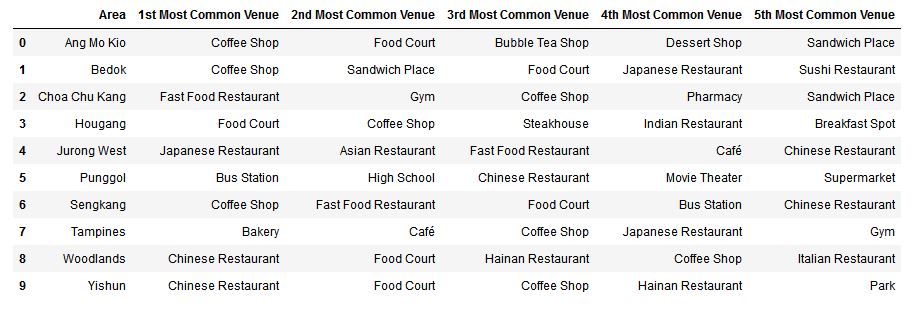 Area 1st Most Common Venue 2nd Most Common Venue 3rd Most Common Venue 4th Most Common Venue 5th Most Common Venue
0 Ang Mo Kio Coffee Shop Food Court Bubble Tea Shop Dessert Shop Sandwich Place
1 Bedok Coffee Shop Sandwich Place Food Court Japanese Restaurant Sushi Restaurant
2 Choa Chu Kang Fast Food Restaurant Gym Coffee Shop Pharmacy Sandwich Place
3 Hougang Food Court Coffee Shop Steakhouse Indian Restaurant Breakfast Spot
4 Jurong West Japanese Restaurant Asian Restaurant Fast Food Restaurant Café Chinese Restaurant
5 Punggol Bus Station High School Chinese Restaurant Movie Theater Supermarket
6 Sengkang Coffee Shop Fast Food Restaurant Food Court Bus Station Chinese Restaurant
7 Tampines Bakery Café Coffee Shop Japanese Restaurant Gym
8 Woodlands Chinese Restaurant Food Court Hainan Restaurant Coffee Shop Italian Restaurant
9 Yishun Chinese Restaurant Food Court Coffee Shop Hainan Restaurant Park